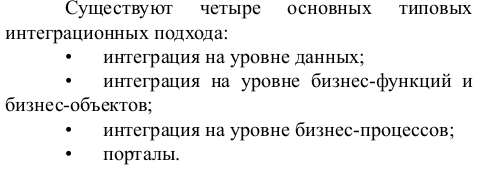 Существуют четыре основных типовых
интеграционных подхода:
• интеграция на уровне данных;
• интеграция на уровне бизнес-функций и
бизнес-объектов;
• интеграция на уровне бизнес-процессов;
• порталы.